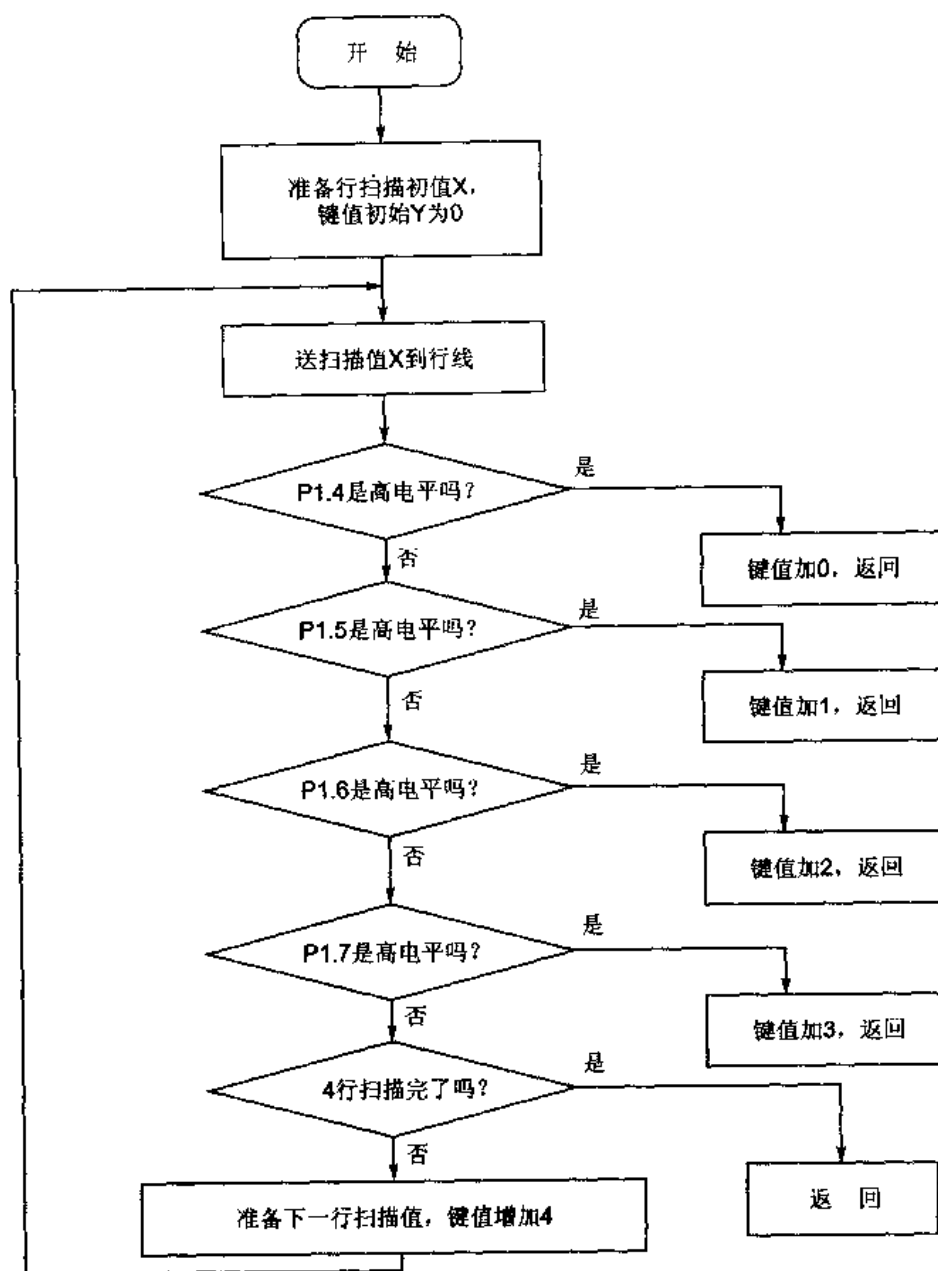 开 始
准备行扫描初值X，
键值初始Y为0
送扫描值X到行线
P1.4是高电平吗？
是
键值加0，返回
否
P1.5是高电平吗？
是
键值加1，返回
否
P1.6是高电平吗？
是
键值加2，返回
否
P1.7是高电平吗？
是
键值加3，返回
否
4行扫描完了吗？
是
否
准备下一行扫描值，键值增加4
返 回